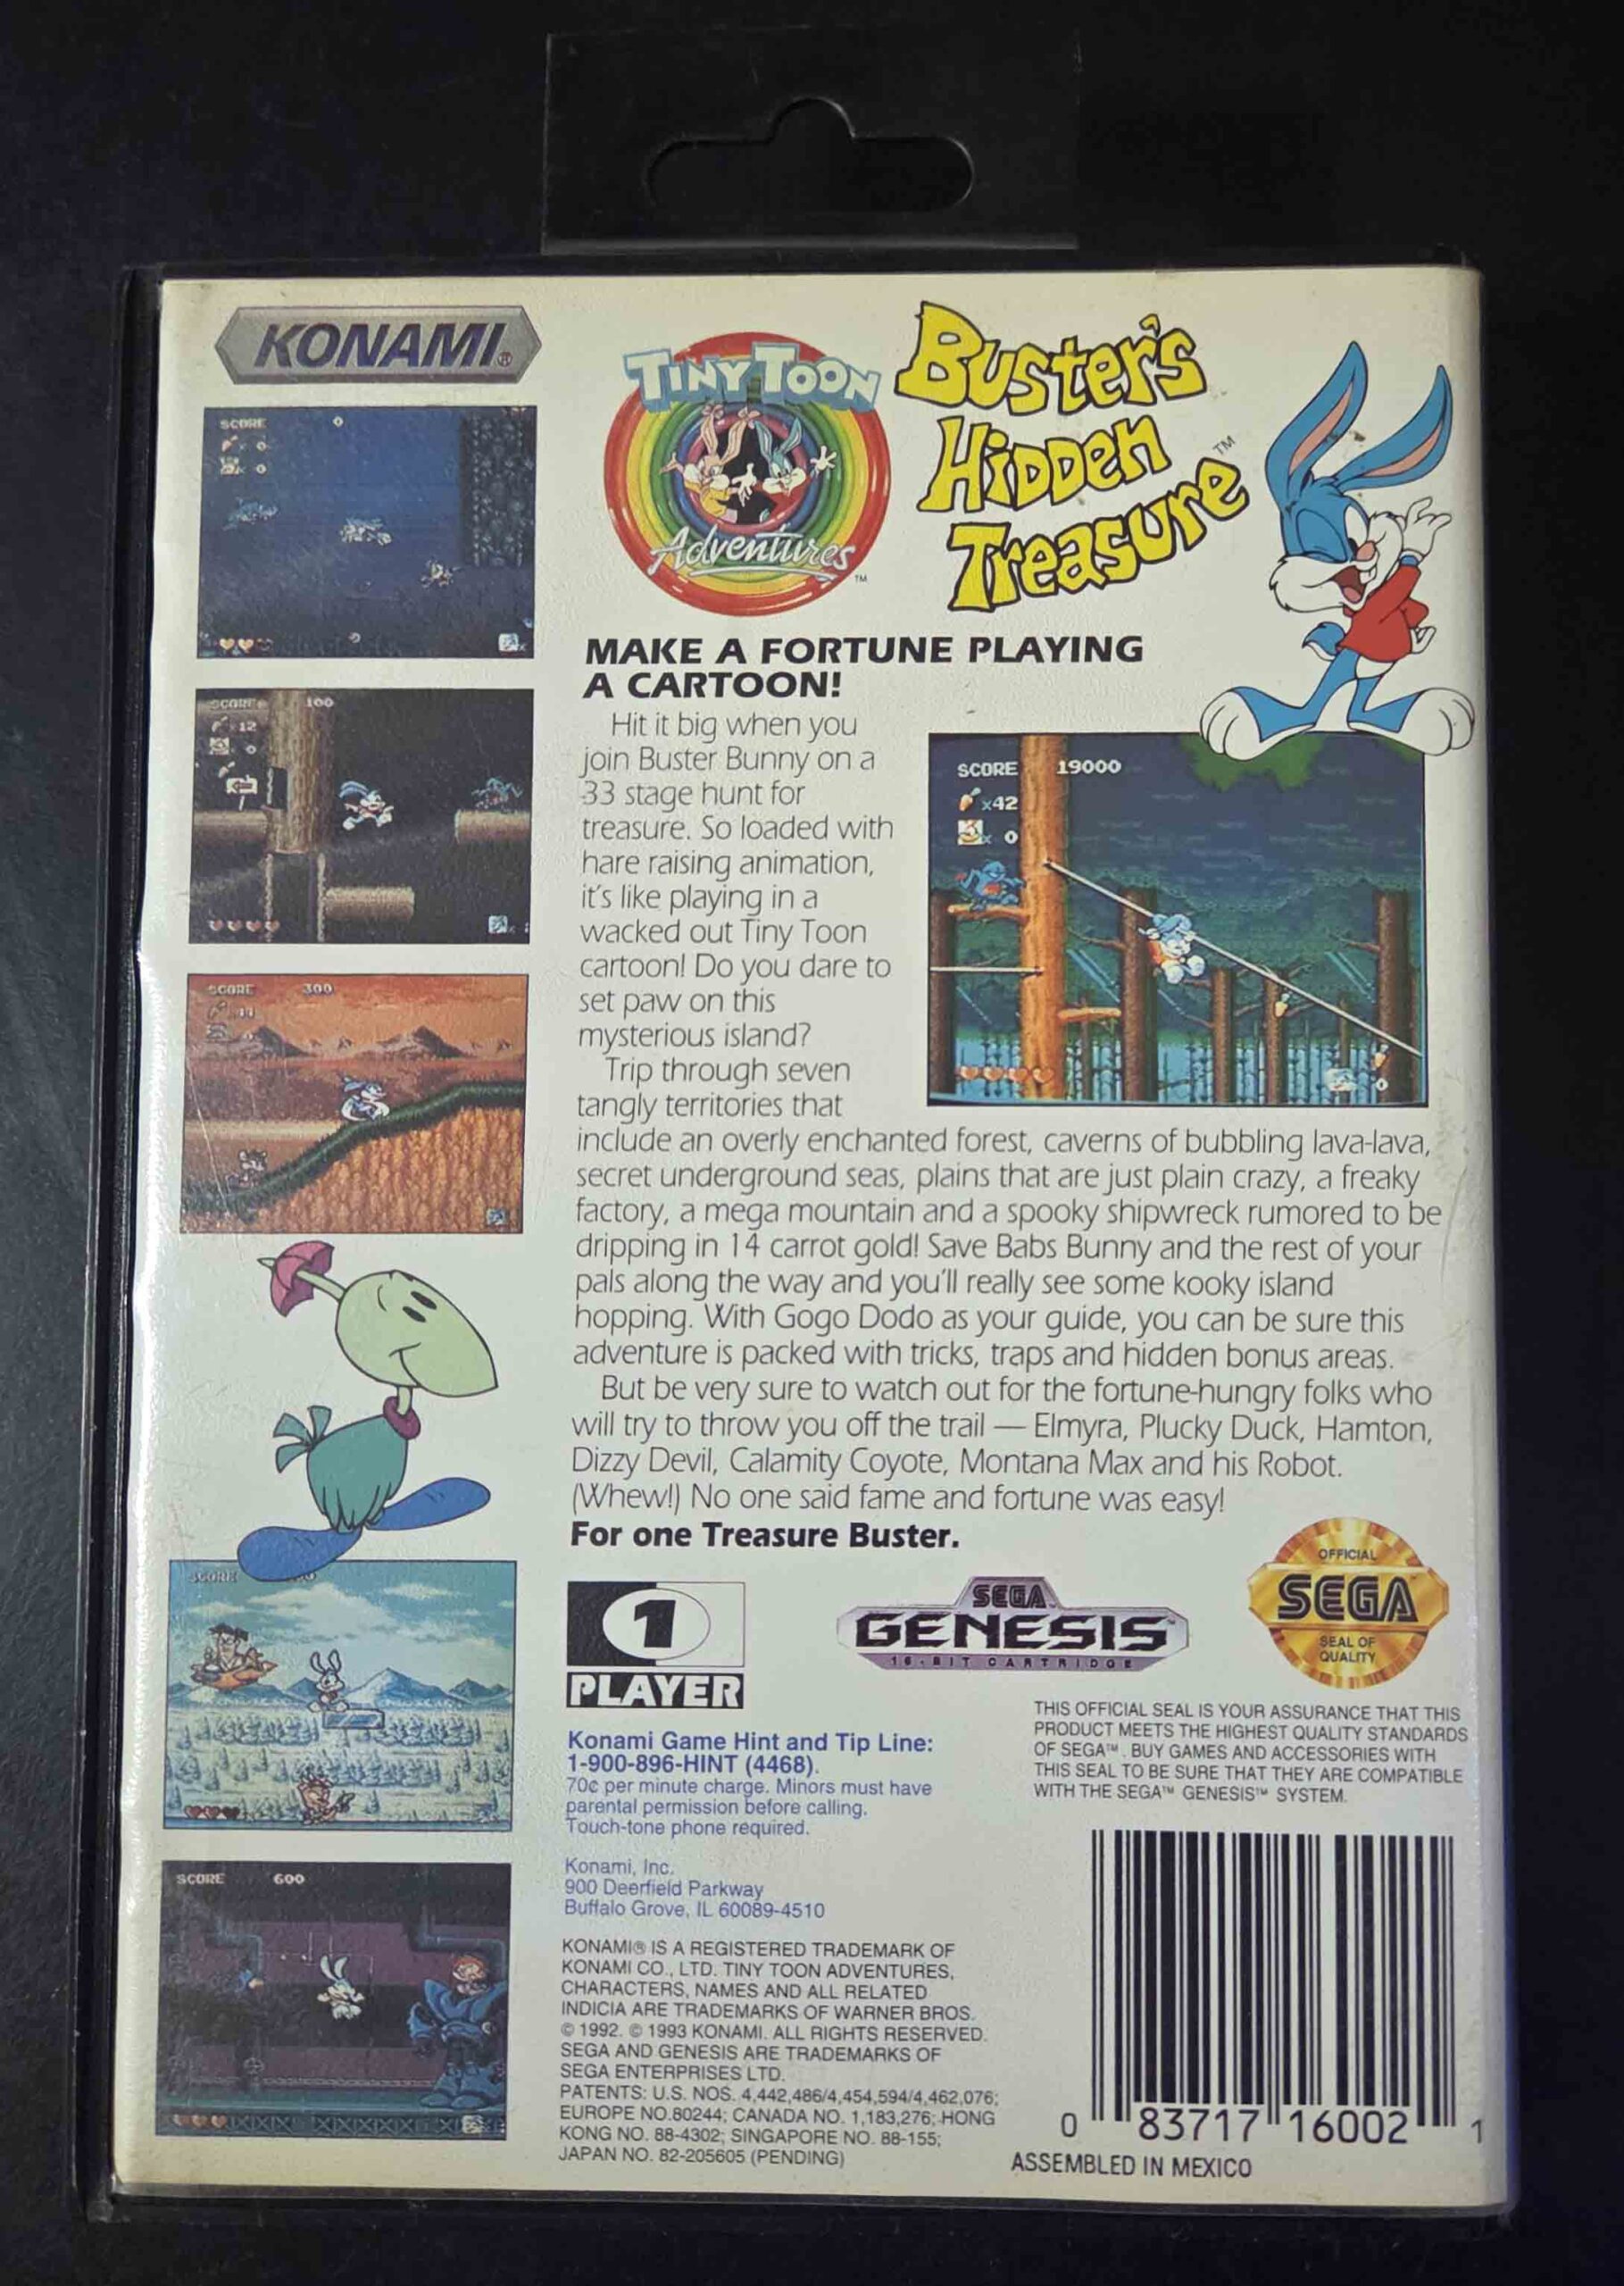 KONAMI®
TINY TOON
Adventures
TM
Buster's
Hidden
Treasure
TM
SCORE 0
x 0
x 0
SCORE 100
12
0
SCORE 300
SCORE
SCORE 600
MAKE A FORTUNE PLAYING
A CARTOON!
Hit it big when you
join Buster Bunny on a
33 stage hunt for
treasure. So loaded with
hare raising animation,
it's like playing in a
wacked out Tiny Toon
cartoon! Do you dare to
set paw on this
mysterious island?
Trip through seven
tangly territories that
include an overly enchanted forest, caverns of bubbling lava-lava,
secret underground seas, plains that are just plain crazy, a freaky
factory, a mega mountain and a spooky shipwreck rumored to be
dripping in 14 carrot gold! Save Babs Bunny and the rest of your
pals along the way and you'll really see some kooky island
hopping. With Gogo Dodo as your guide, you can be sure this
adventure is packed with tricks, traps and hidden bonus areas.
But be very sure to watch out for the fortune-hungry folks who
will try to throw you off the trail — Elmyra, Plucky Duck, Hamton,
Dizzy Devil, Calamity Coyote, Montana Max and his Robot.
(Whew!) No one said fame and fortune was easy!
For one Treasure Buster.
SCORE 19000
x42
x 0
0
1
PLAYER
SEGA
GENESIS
16-BIT CARTRIDGE
OFFICIAL
SEGA
SEAL OF
QUALITY
Konami Game Hint and Tip Line:
1-900-896-HINT (4468).
70¢ per minute charge. Minors must have
parental permission before calling.
Touch-tone phone required.
Konami, Inc.
900 Deerfield Parkway
Buffalo Grove, IL 60089-4510
KONAMI® IS A REGISTERED TRADEMARK OF
KONAMI CO., LTD. TINY TOON ADVENTURES,
CHARACTERS, NAMES AND ALL RELATED
INDICIA ARE TRADEMARKS OF WARNER BROS.
© 1992. © 1993 KONAMI. ALL RIGHTS RESERVED.
SEGA AND GENESIS ARE TRADEMARKS OF
SEGA ENTERPRISES LTD.
PATENTS: U.S. NOS. 4,442,486/4,454,594/4,462,076;
EUROPE NO.80244; CANADA NO. 1,183,276; HONG
KONG NO. 88-4302; SINGAPORE NO. 88-155;
JAPAN NO. 82-205605 (PENDING)
THIS OFFICIAL SEAL IS YOUR ASSURANCE THAT THIS
PRODUCT MEETS THE HIGHEST QUALITY STANDARDS
OF SEGA™. BUY GAMES AND ACCESSORIES WITH
THIS SEAL TO BE SURE THAT THEY ARE COMPATIBLE
WITH THE SEGA™ GENESIS™ SYSTEM.
0 83717 16002 1
ASSEMBLED IN MEXICO